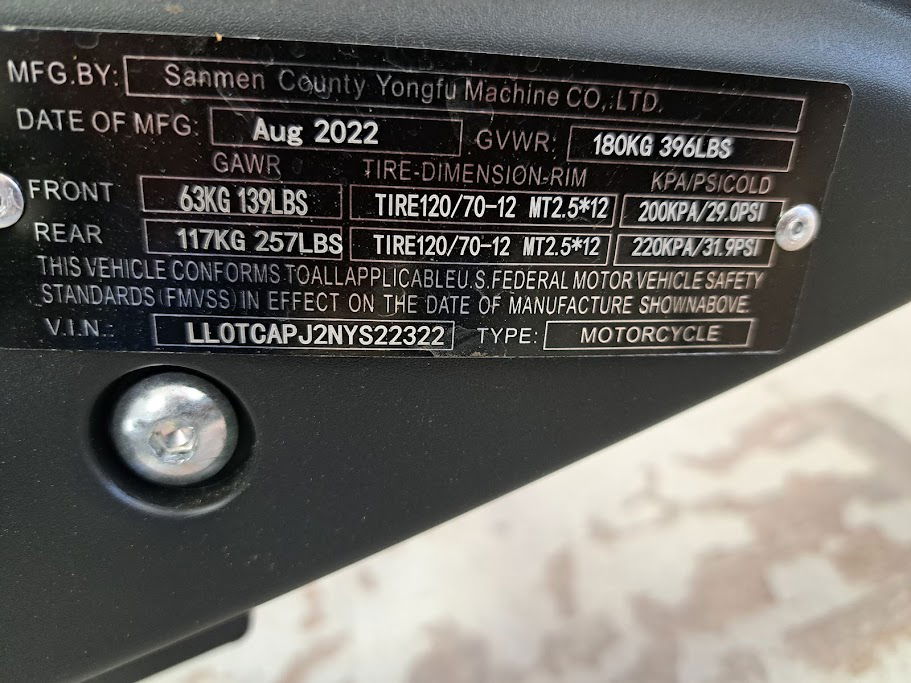 MFG.BY: Sanmen County Yongfu Machine CO,.LTD.
DATE OF MFG: Aug 2022 GVWR: 180KG 396LBS
GAWR TIRE-DIMENSION-RIM KPA/PSICOLD
FRONT 63KG 139LBS TIRE120/70-12 MT2.5*12 200KPA/29.0PSI
REAR 117KG 257LBS TIRE120/70-12 MT2.5*12 220KPA/31.9PSI
THIS VEHICLE CONFORMS TOALLAPPLICABLEU.S.FEDERAL MOTOR VEHICLE SAFETY
STANDARDS (FMVSS) IN EFFECT ON THE DATE OF MANUFACTURE SHOWNABOVE
V.I.N.: LL0TCAPJ2NYS22322 TYPE: MOTORCYCLE